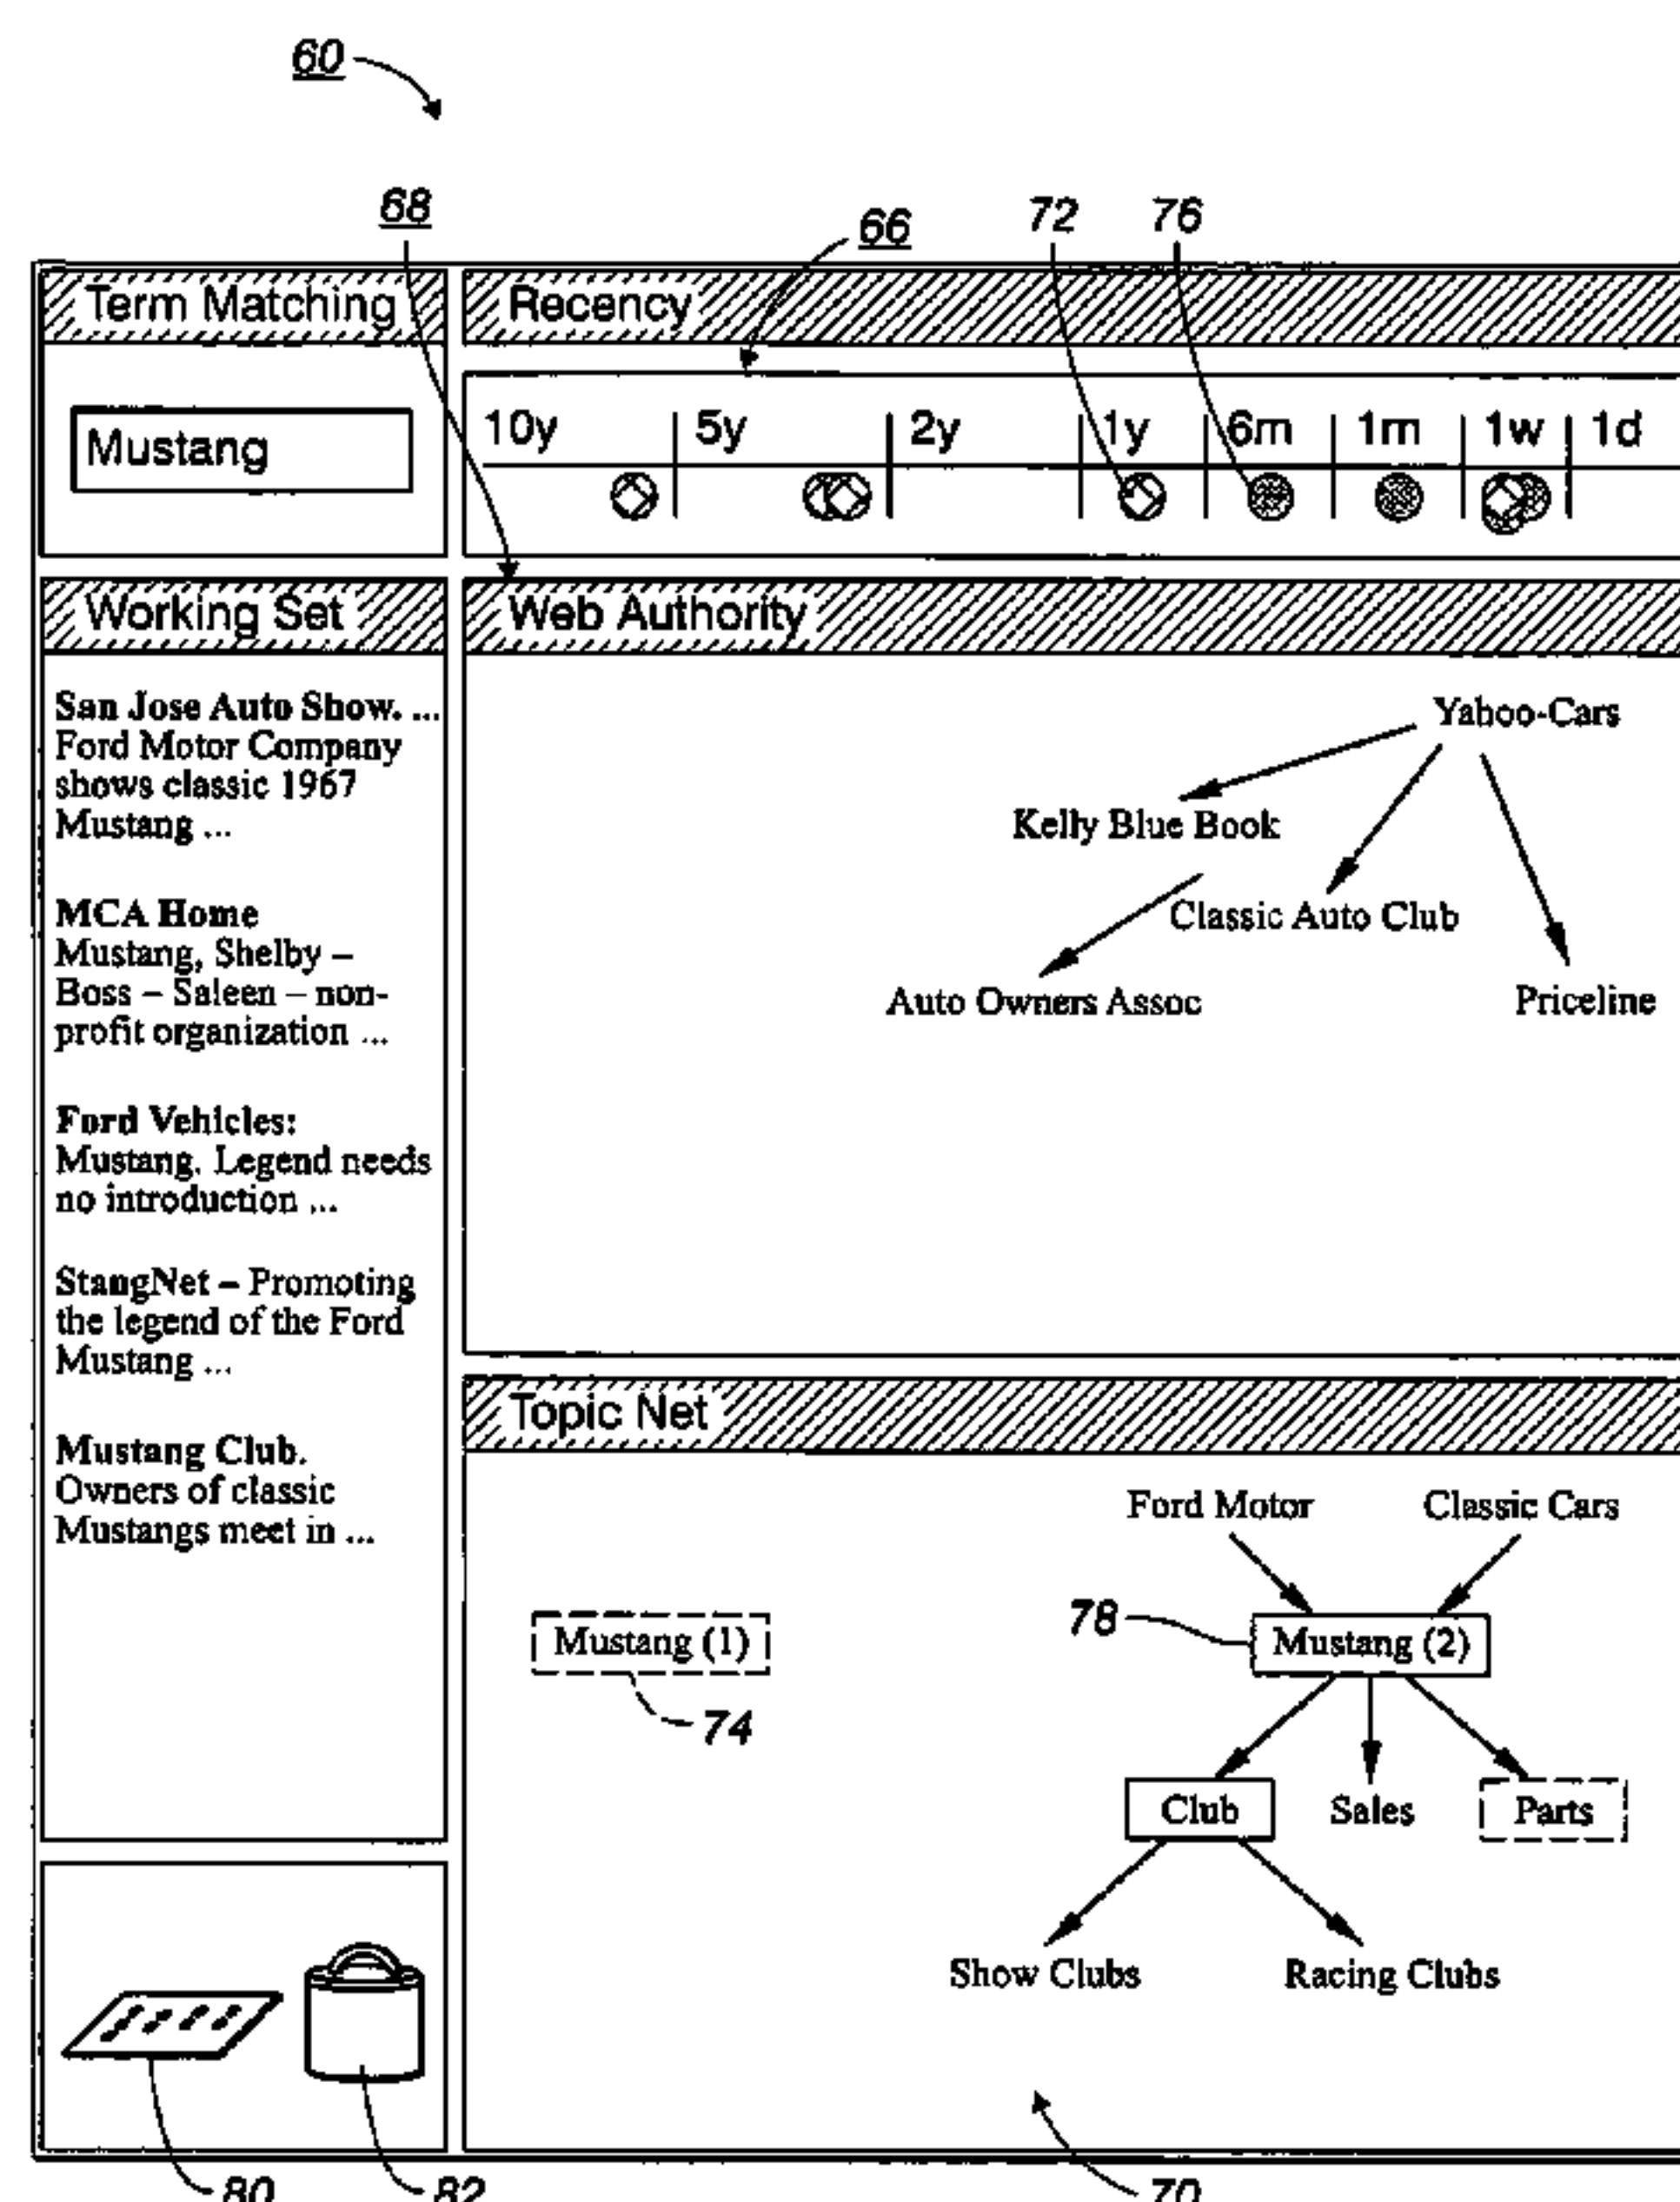 60
68
66
72
76
Term Matching
Recency
Mustang
10y
5y
2y
1y
6m
1m
1w
1d
Working Set
San Jose Auto Show. ...
Ford Motor Company
shows classic 1967
Mustang ...
MCA Home
Mustang, Shelby –
Boss – Saleen – non-
profit organization ...
Ford Vehicles:
Mustang. Legend needs
no introduction ...
StangNet – Promoting
the legend of the Ford
Mustang ...
Mustang Club.
Owners of classic
Mustangs meet in ...
Web Authority
Yahoo-Cars
Kelly Blue Book
Classic Auto Club
Auto Owners Assoc
Priceline
Topic Net
Ford Motor
Classic Cars
Mustang (1)
74
78
Mustang (2)
Club
Sales
Parts
Show Clubs
Racing Clubs
80
82
70